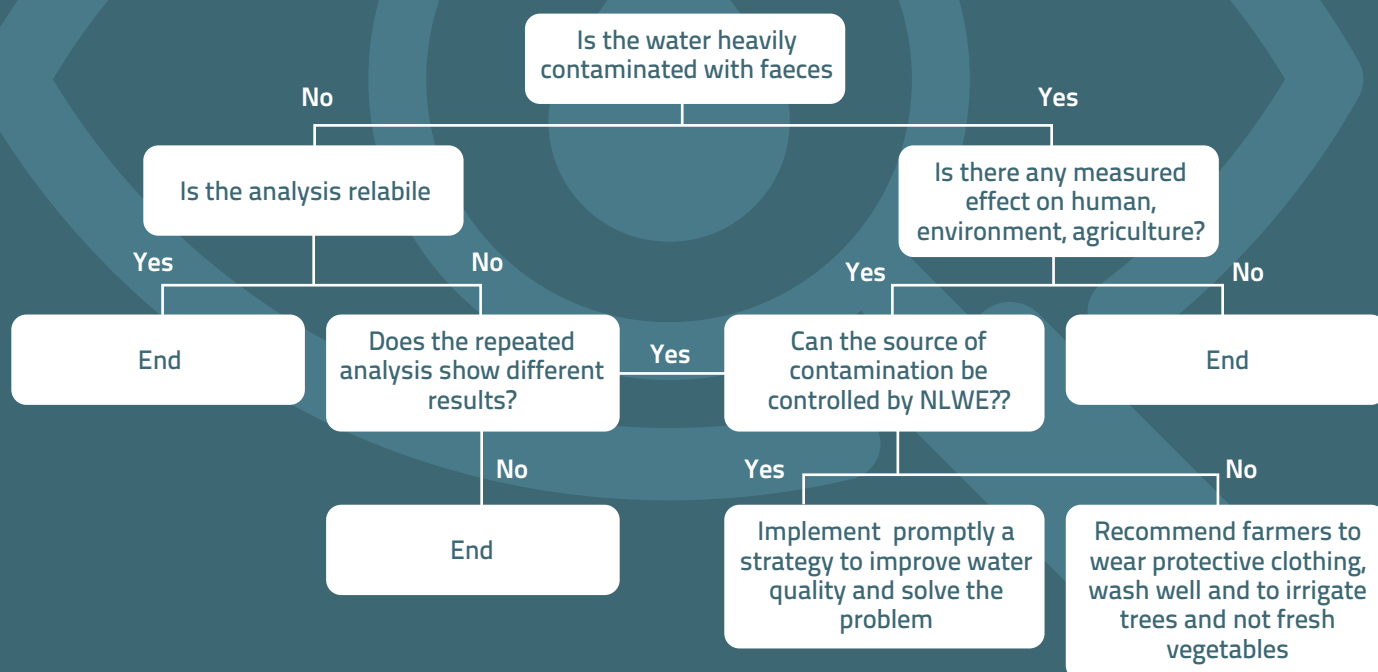 Is the water heavily
contaminated with faeces
No
Yes
Is the analysis relabile
Is there any measured
effect on human,
environment, agriculture?
Yes
No
Yes
No
End
Does the repeated
analysis show different
results?
Yes
Can the source of
contamination be
controlled by NLWE??
End
No
Yes
No
End
Implement promptly a
strategy to improve water
quality and solve the
problem
Recommend farmers to
wear protective clothing,
wash well and to irrigate
trees and not fresh
vegetables